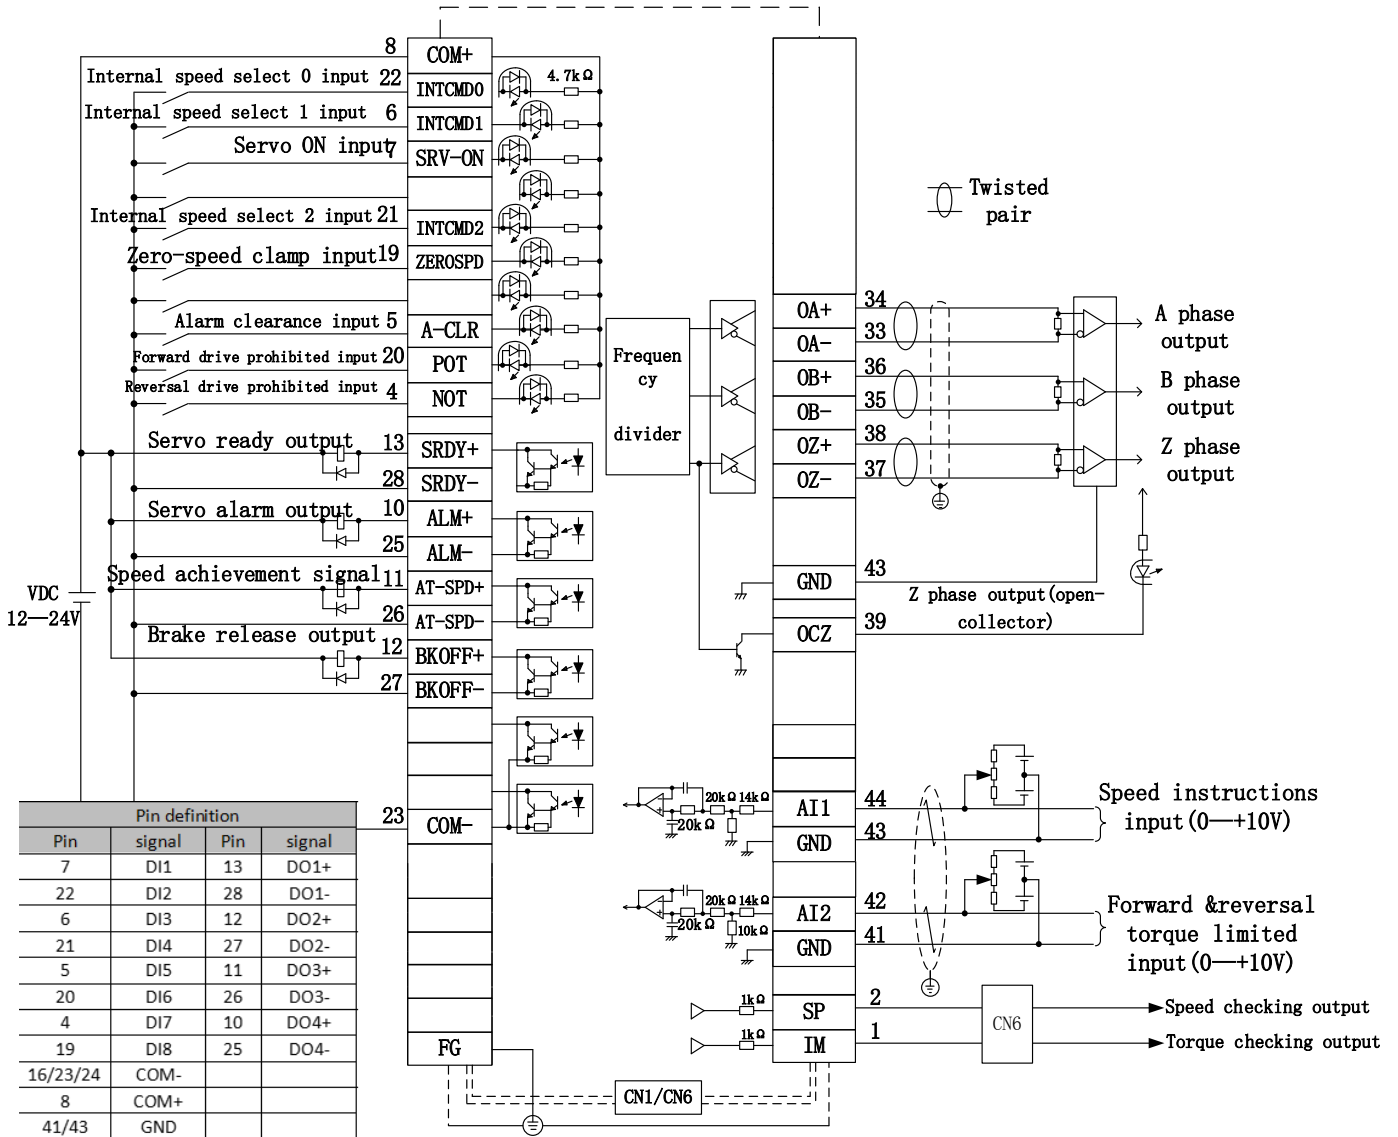 8
COM+
Internal speed select 0 input 22
INTCMD0
4.7kΩ
Internal speed select 1 input 6
INTCMD1
Servo ON input 7
SRV-ON
Internal speed select 2 input 21
INTCMD2
Zero-speed clamp input 19
ZEROSPD
Alarm clearance input 5
A-CLR
Forward drive prohibited input 20
POT
Reversal drive prohibited input 4
NOT
Servo ready output 13
SRDY+
28
SRDY-
Servo alarm output 10
ALM+
25
ALM-
Speed achievement signal 11
AT-SPD+
26
AT-SPD-
Brake release output 12
BKOFF+
27
BKOFF-
VDC
12—24V
23
COM-
FG
Pin definition
Pin signal Pin signal
7 DI1 13 DO1+
22 DI2 28 DO1-
6 DI3 12 DO2+
21 DI4 27 DO2-
5 DI5 11 DO3+
20 DI6 26 DO3-
4 DI7 10 DO4+
19 DI8 25 DO4-
16/23/24 COM-
8 COM+
41/43 GND
Frequen
cy
divider
Twisted
pair
OA+ 34
OA- 33
A phase
output
OB+ 36
OB- 35
B phase
output
OZ+ 38
OZ- 37
Z phase
output
GND 43
Z phase output(open-
collector)
OCZ 39
20kΩ 14kΩ
20kΩ
AI1 44
GND 43
Speed instructions
input(0—+10V)
20kΩ 14kΩ
20kΩ 10kΩ
AI2 42
GND 41
Forward &reversal
torque limited
input(0—+10V)
1kΩ
SP 2
Speed checking output
1kΩ
IM 1
Torque checking output
CN6
CN1/CN6